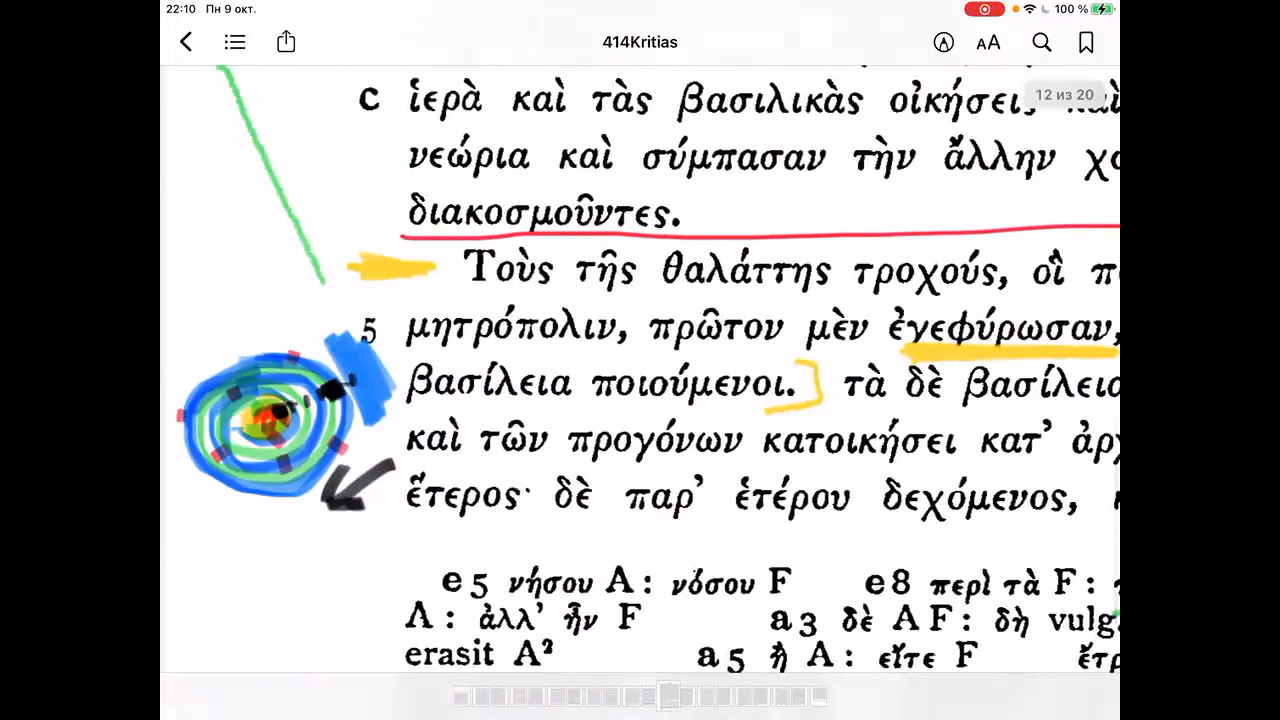 22:10 Пн 9 окт. 100 %
414Kritias
AA
12 из 20
c ἱερὰ καὶ τὰς βασιλικὰς οἰκήσεις καὶ
νεώρια καὶ σύμπασαν τὴν ἄλλην
διακοσμοῦντες.
Τοὺς τῆς θαλάττης τροχούς, οἳ
5 μητρόπολιν, πρῶτον μὲν ἐγεφύρωσαν,
βασίλεια ποιούμενοι. ] τὰ δὲ
καὶ τῶν προγόνων κατοικήσει κατ’
ἕτερος· δὲ παρ’ ἑτέρου δεχόμενος,
e 5 νήσου A : νόσου F e 8 περὶ τὰ F :
A : ἀλλ’ ἦν F a 3 δὲ A F : δὴ vulg.
erasit A² a 5 ἢ A : εἴτε F